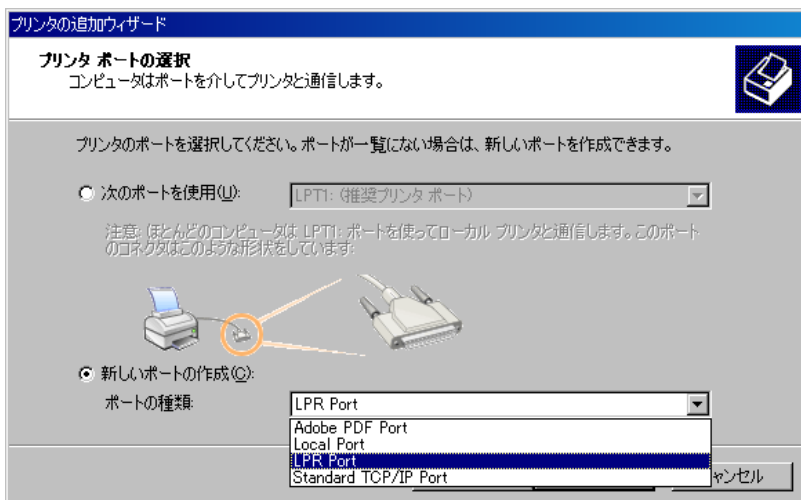 プリンタの追加ウィザード
プリンタ ポートの選択
コンピュータはポートを介してプリンタと通信します。
プリンタのポートを選択してください。ポートが一覧にない場合は、新しいポートを作成できます。
次のポートを使用(U):
LPT1: (推奨プリンタ ポート)
注意: ほとんどのコンピュータは LPT1: ポートを使ってローカル プリンタと通信します。このポート
のコネクタはこのような形状をしています:
新しいポートの作成(C):
ポートの種類:
LPR Port
Adobe PDF Port
Local Port
LPR Port
Standard TCP/IP Port
ャンセル